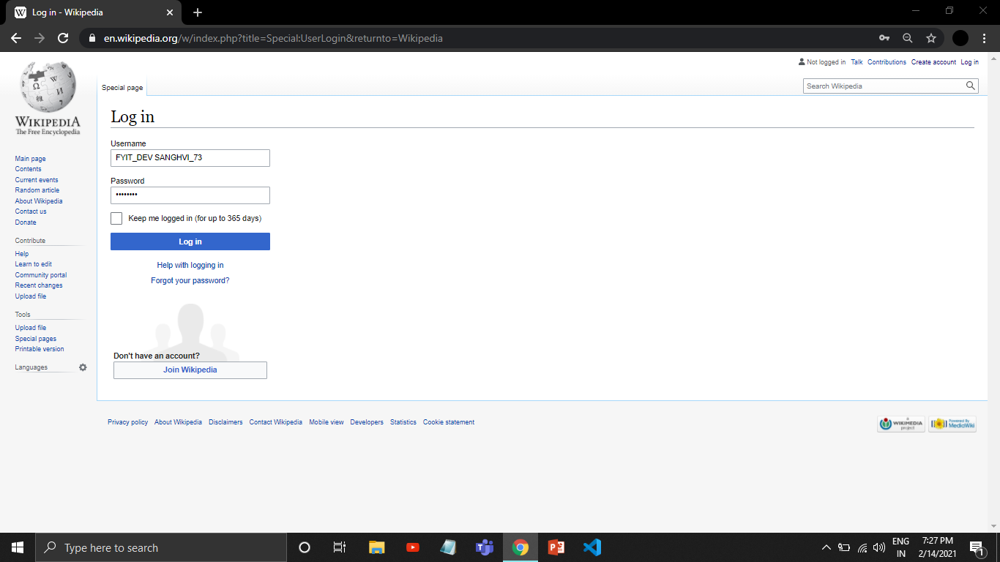 Log in - Wikipedia
en.wikipedia.org/w/index.php?title=Special:UserLogin&returnto=Wikipedia
Not logged in Talk Contributions Create account Log in
Special page
Search Wikipedia
WIKIPEDIA
The Free Encyclopedia
Main page
Contents
Current events
Random article
About Wikipedia
Contact us
Donate
Contribute
Help
Learn to edit
Community portal
Recent changes
Upload file
Tools
Upload file
Special pages
Printable version
Languages
Log in
Username
FYIT_DEV SANGHVI_73
Password
••••••••
Keep me logged in (for up to 365 days)
Log in
Help with logging in
Forgot your password?
Don't have an account?
Join Wikipedia
Privacy policy About Wikipedia Disclaimers Contact Wikipedia Mobile view Developers Statistics Cookie statement
A
WIKIMEDIA
project
Powered By
MediaWiki
Type here to search
ENG
IN
7:27 PM
2/14/2021
1